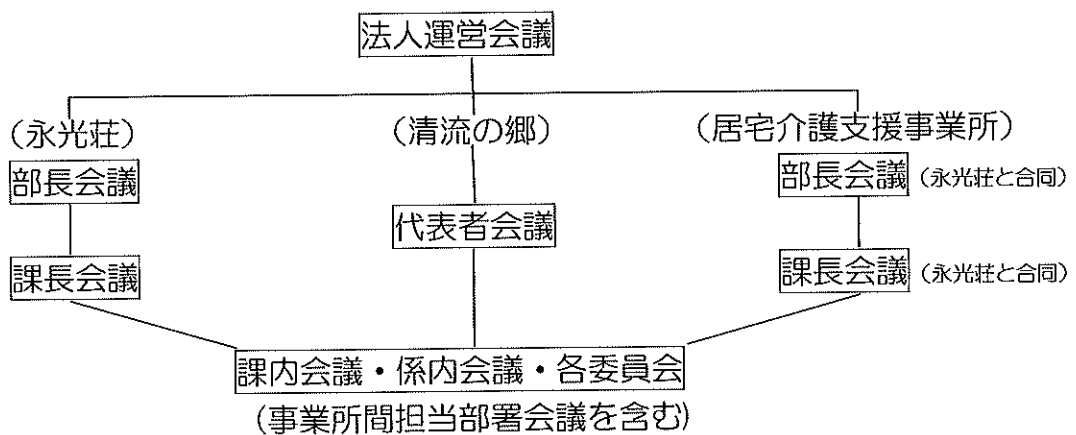 法人運営会議
（永光荘）
（清流の郷）
（居宅介護支援事業所）
部長会議
部長会議（永光荘と合同）
代表者会議
課長会議
課長会議（永光荘と合同）
課内会議・係内会議・各委員会
（事業所間担当部署会議を含む）